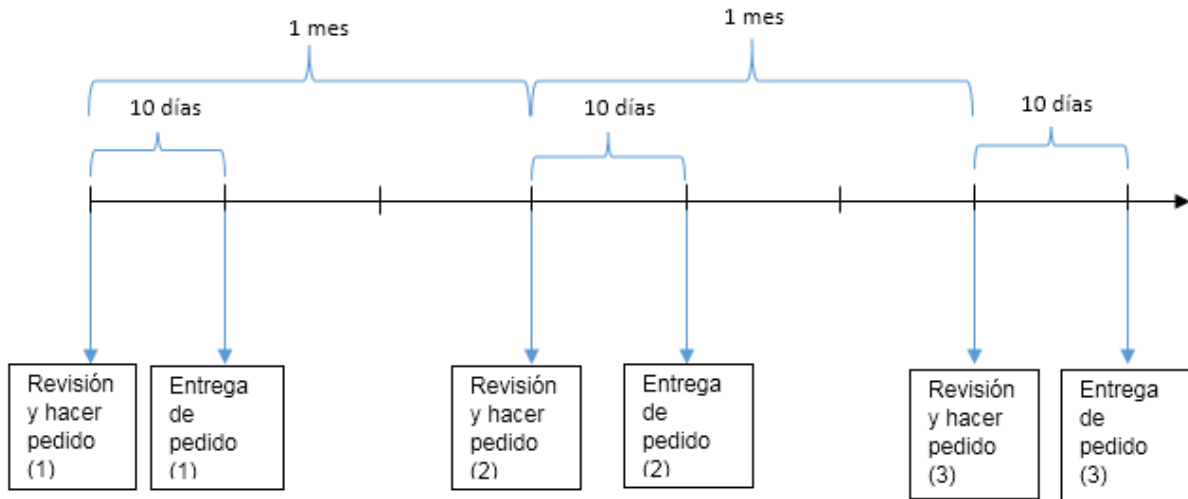 1 mes
1 mes
10 días
10 días
10 días
Revisión
y hacer
pedido
(1)
Entrega
de
pedido
(1)
Revisión
y hacer
pedido
(2)
Entrega
de
pedido
(2)
Revisión
y hacer
pedido
(3)
Entrega
de
pedido
(3)